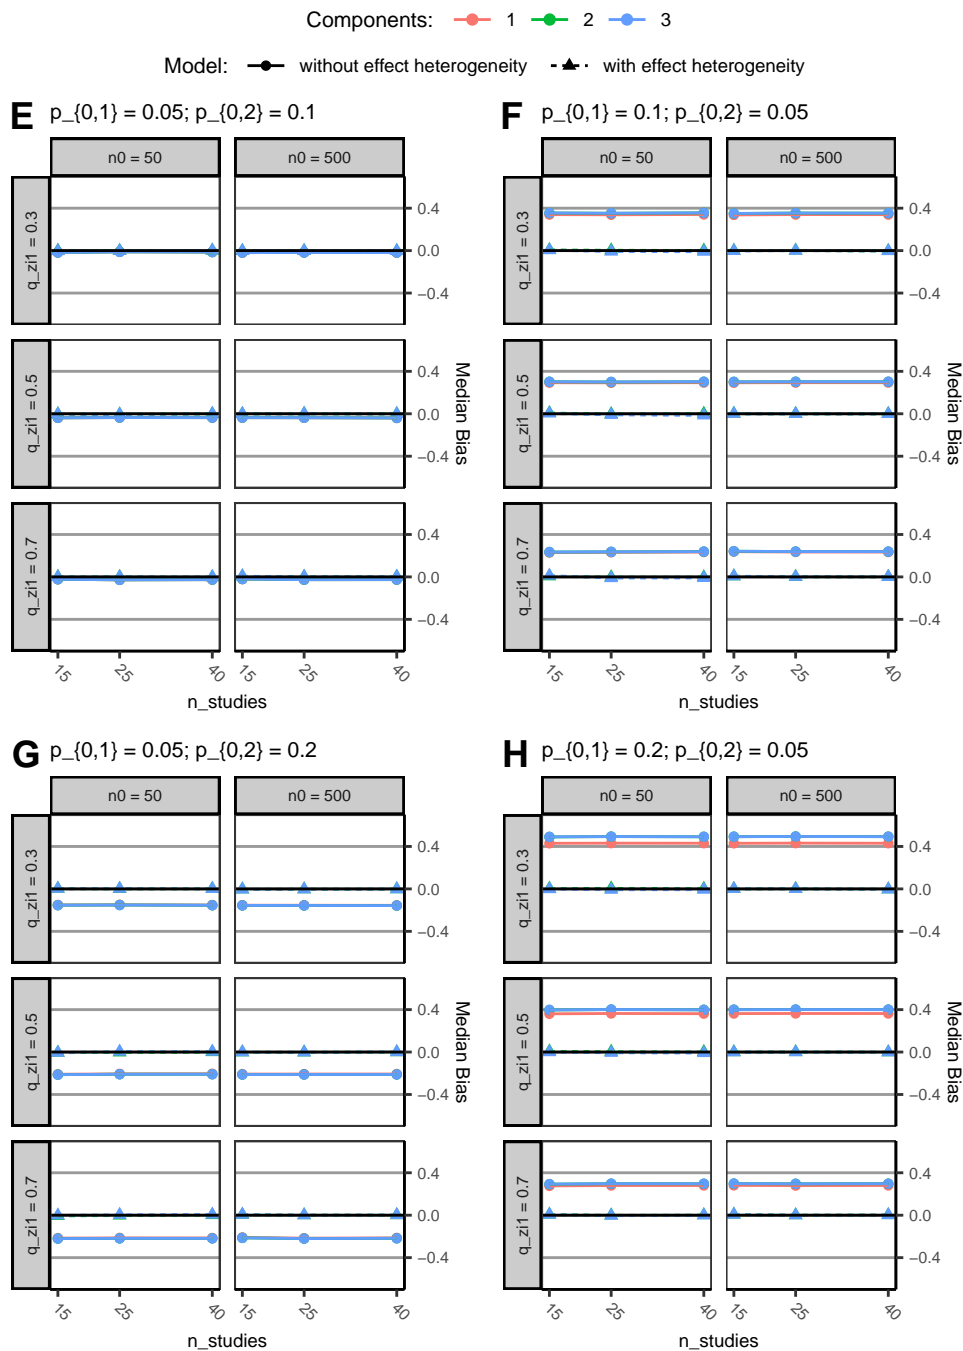 Components: 1 2 3
Model: without effect heterogeneity with effect heterogeneity
E p_{0,1} = 0.05; p_{0,2} = 0.1
n0 = 50 n0 = 500
q_zi1 = 0.3
0.4
0.0
−0.4
q_zi1 = 0.5
0.4
0.0
−0.4
Median Bias
q_zi1 = 0.7
0.4
0.0
−0.4
15 25 40 15 25 40
n_studies
F p_{0,1} = 0.1; p_{0,2} = 0.05
n0 = 50 n0 = 500
q_zi1 = 0.3
0.4
0.0
−0.4
q_zi1 = 0.5
0.4
0.0
−0.4
Median Bias
q_zi1 = 0.7
0.4
0.0
−0.4
15 25 40 15 25 40
n_studies
G p_{0,1} = 0.05; p_{0,2} = 0.2
n0 = 50 n0 = 500
q_zi1 = 0.3
0.4
0.0
−0.4
q_zi1 = 0.5
0.4
0.0
−0.4
Median Bias
q_zi1 = 0.7
0.4
0.0
−0.4
15 25 40 15 25 40
n_studies
H p_{0,1} = 0.2; p_{0,2} = 0.05
n0 = 50 n0 = 500
q_zi1 = 0.3
0.4
0.0
−0.4
q_zi1 = 0.5
0.4
0.0
−0.4
Median Bias
q_zi1 = 0.7
0.4
0.0
−0.4
15 25 40 15 25 40
n_studies